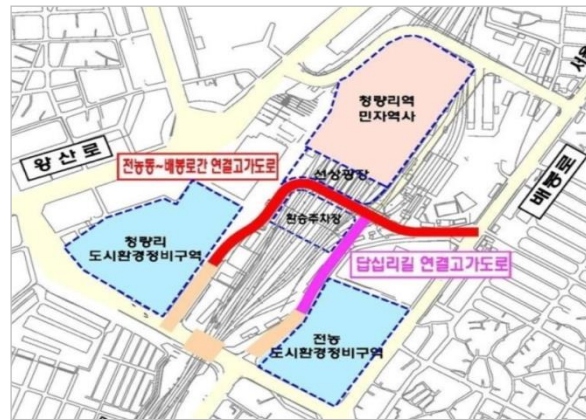 청량리역
민자역사
왕산로
전농동~배봉로간 연결고가도로
선상광장
배봉로
환승주차장
청량리
도시환경정비구역
답십리길 연결고가도로
전농
도시환경정비구역